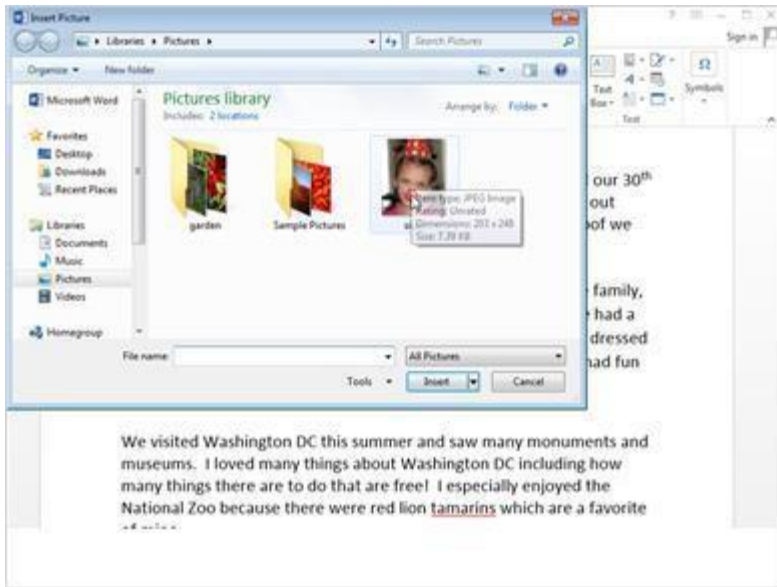 Insert Picture
Sign in
Libraries ▸ Pictures ▸
Search Pictures
Organize
New folder
Text
Box
Symbols
Text
Microsoft Word
Pictures library
Includes: 2 locations
Arrange by: Folder
Favorites
Desktop
Downloads
Recent Places
Libraries
Documents
Music
Pictures
Videos
Homegroup
garden
Sample Pictures
Item type: JPEG Image
Rating: Unrated
Size: 7.39 KB
File name:
All Pictures
Tools
Insert
Cancel
our 30th
out
of we
family,
had a
dressed
had fun
We visited Washington DC this summer and saw many monuments and
museums. I loved many things about Washington DC including how
many things there are to do that are free! I especially enjoyed the
National Zoo because there were red lion tamarins which are a favorite